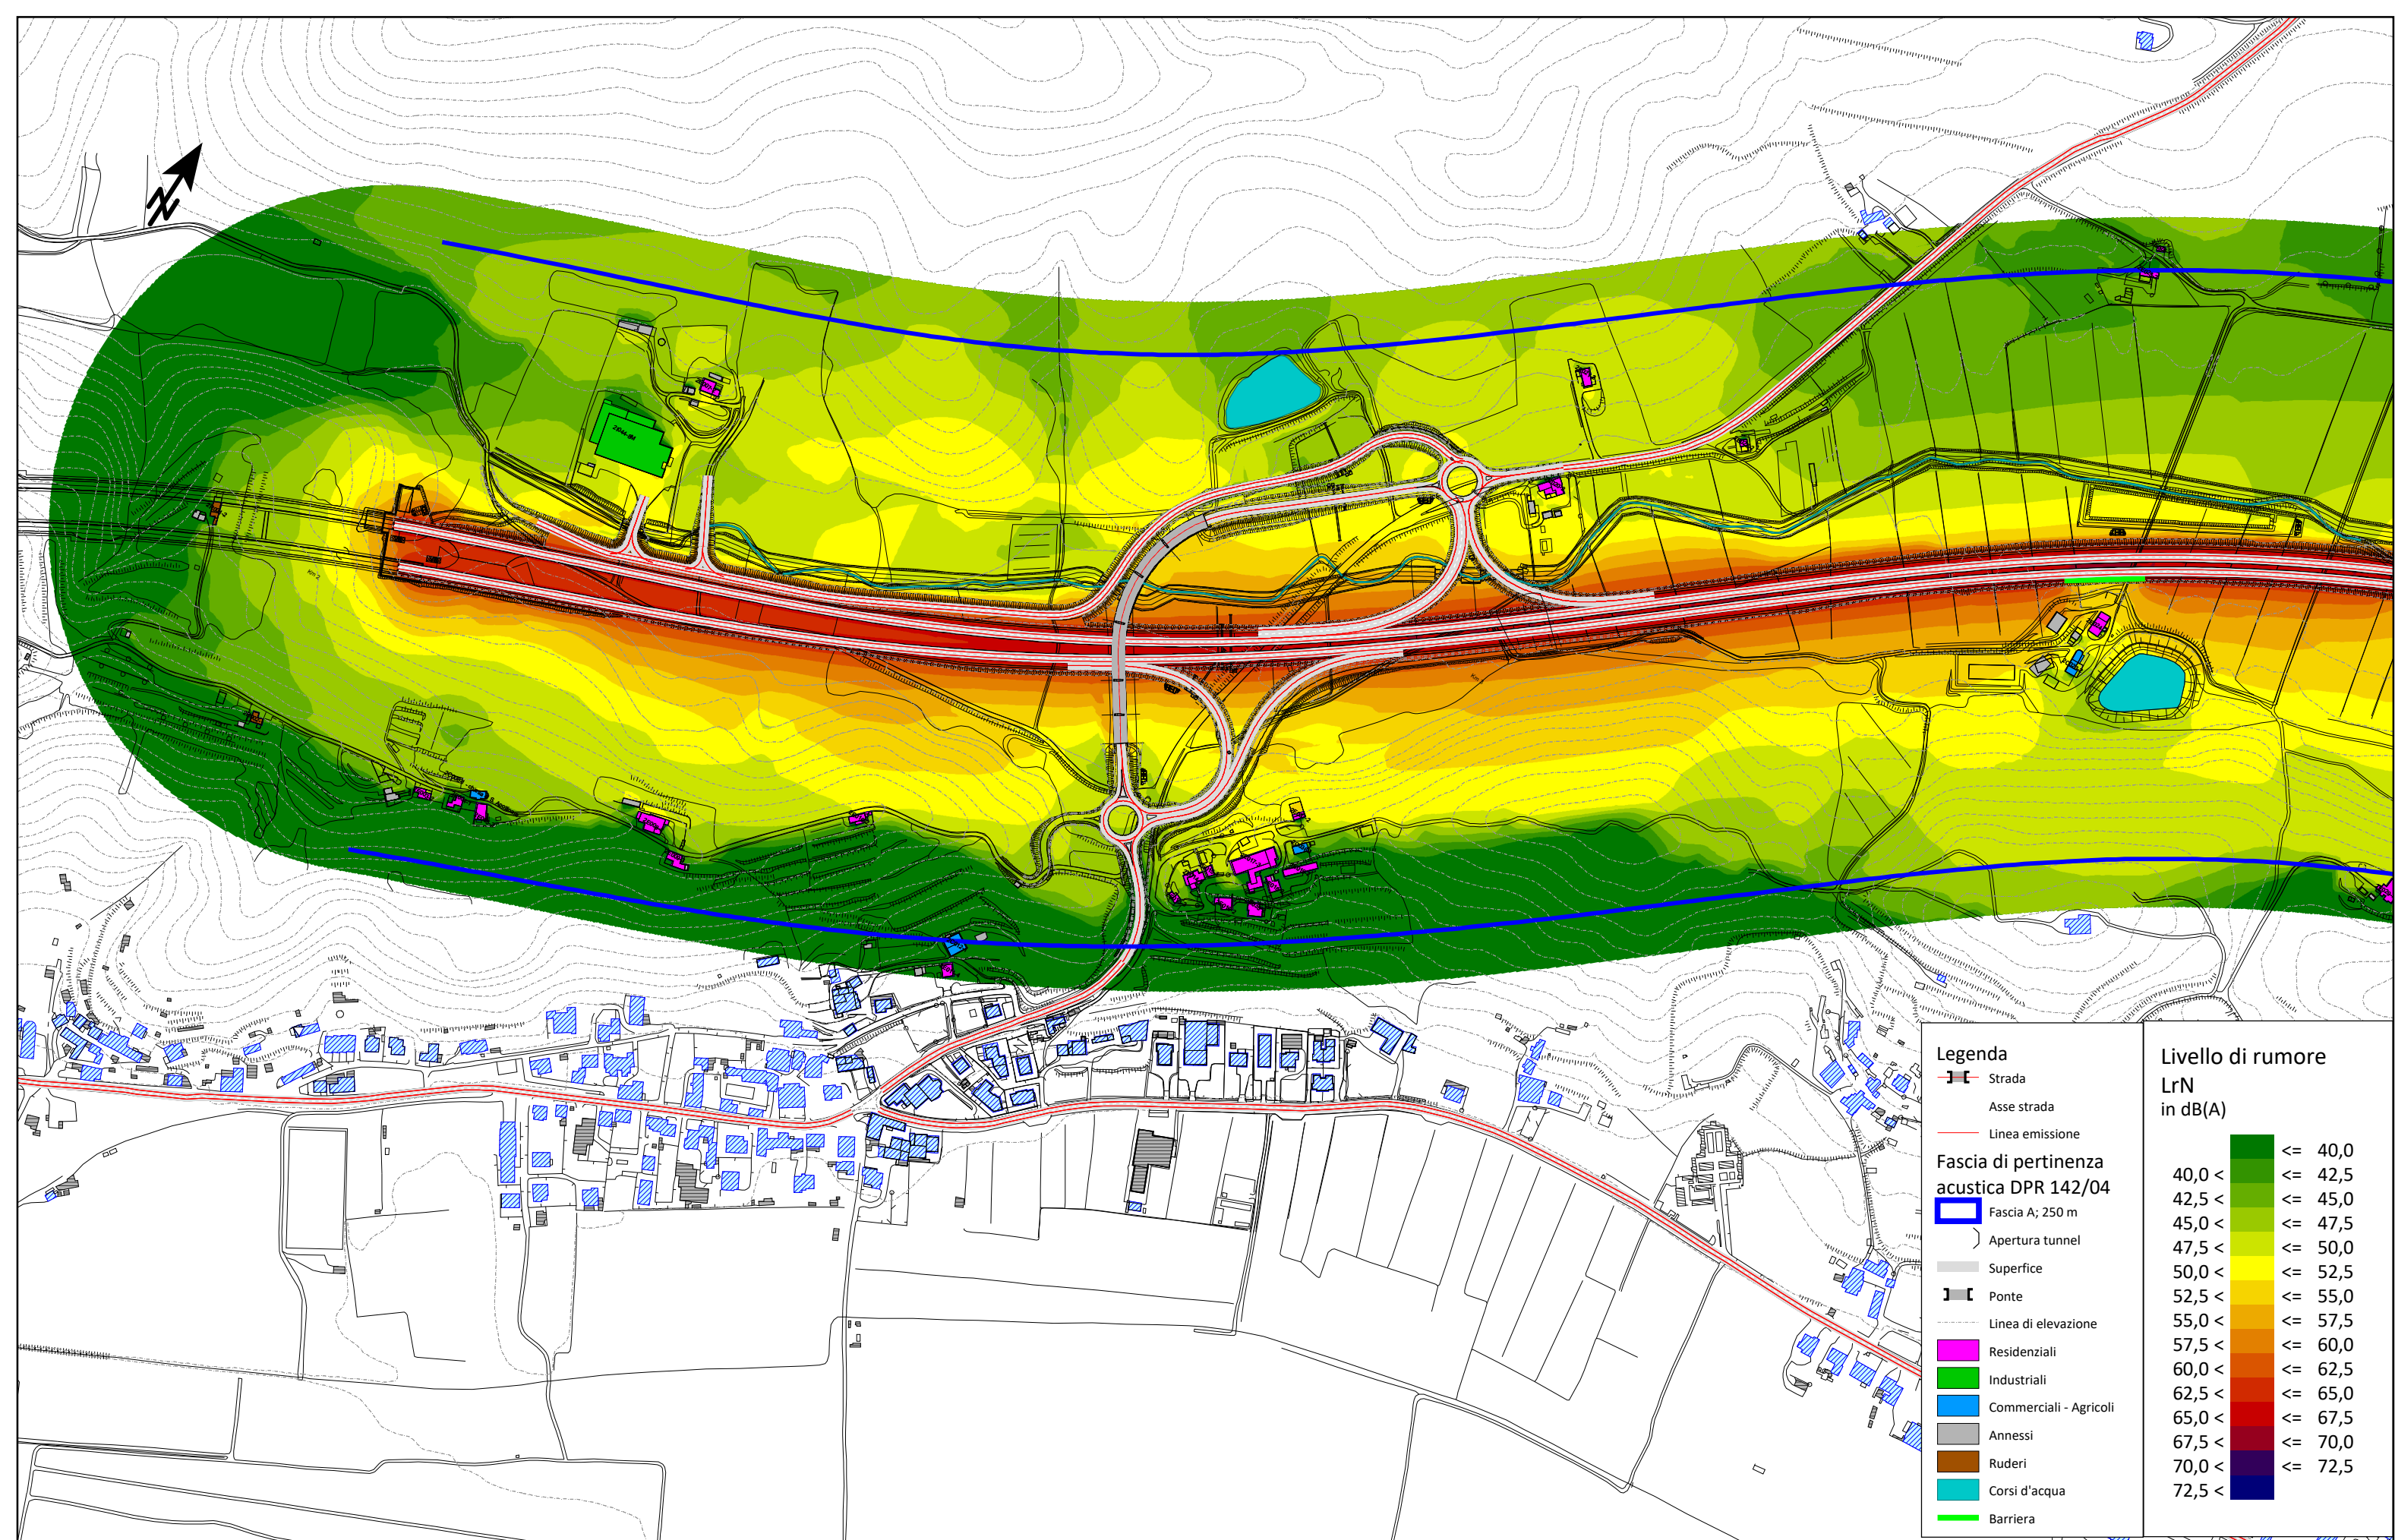 Legenda
Strada
Asse strada
Linea emissione
Fascia di pertinenza
acustica DPR 142/04
Fascia A; 250 m
Apertura tunnel
Superfice
Ponte
Linea di elevazione
Residenziali
Industriali
Commerciali - Agricoli
Annessi
Ruderi
Corsi d'acqua
Barriera
Livello di rumore
LrN
in dB(A)
<= 40,0
40,0 < <= 42,5
42,5 < <= 45,0
45,0 < <= 47,5
47,5 < <= 50,0
50,0 < <= 52,5
52,5 < <= 55,0
55,0 < <= 57,5
57,5 < <= 60,0
60,0 < <= 62,5
62,5 < <= 65,0
65,0 < <= 67,5
67,5 < <= 70,0
70,0 < <= 72,5
72,5 <